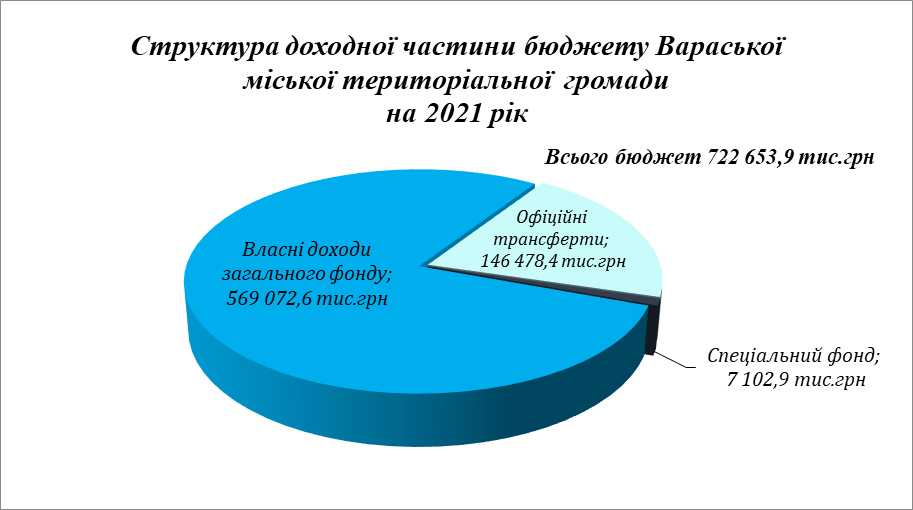 Структура доходної частини бюджету Вараської
міської територіальної громади
на 2021 рік
Всього бюджет 722 653,9 тис.грн
Офіційні
трансферти;
146 478,4 тис.грн
Власні доходи
загального фонду;
569 072,6 тис.грн
Спеціальний фонд;
7 102,9 тис.грн